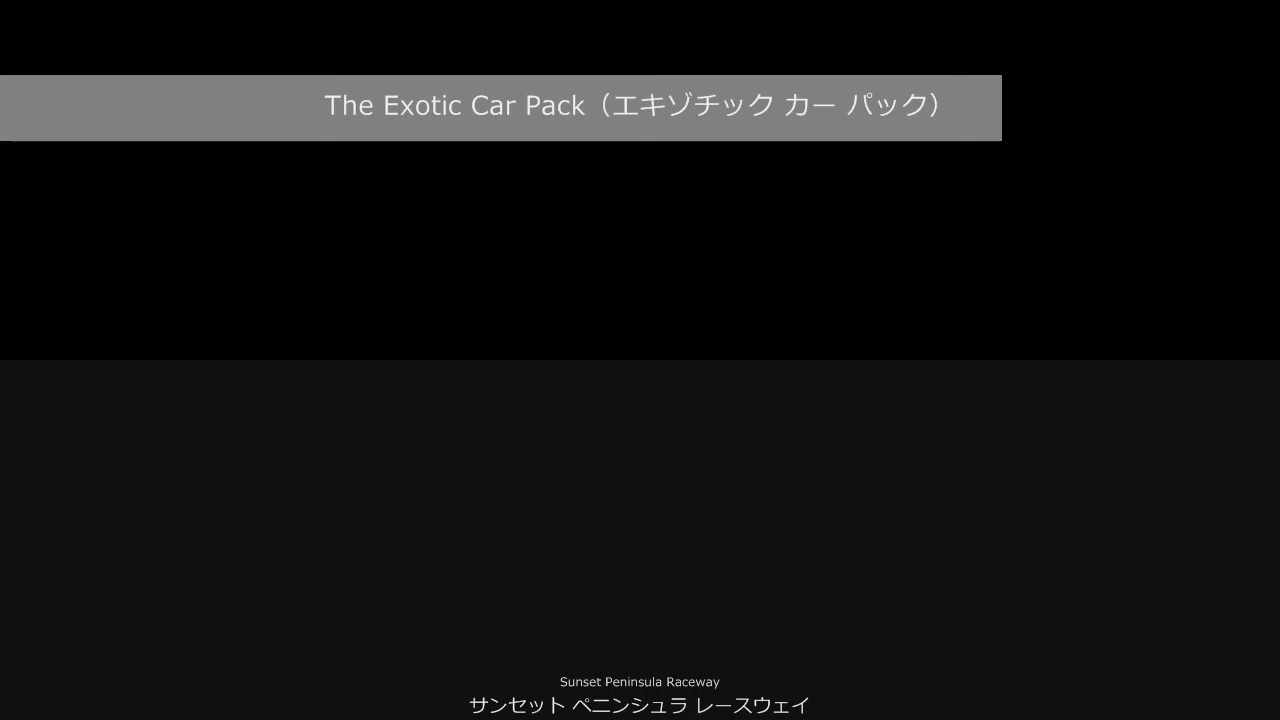 The Exotic Car Pack（エキゾチック カー パック）
Sunset Peninsula Raceway
サンセット ペニンシュラ レースウェイ